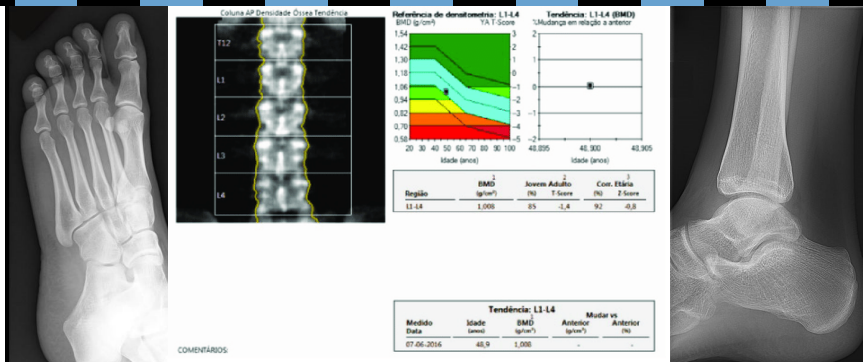 Coluna AP Densidade Óssea Tendência
T12
L1
L2
L3
L4
COMENTÁRIOS:
Referência de densitometria: L1-L4
BMD (g/cm²) YA T-Score
1,54 3
1,42 2
1,30 1
1,18 0
1,06 -1
0,94 -2
0,82 -3
0,70 -4
0,58 -5
20 30 40 50 60 70 80 90 100
Idade (anos)
Tendência: L1-L4 (BMD)
%Mudança em relação a anterior
2
1
0
-1
-2
48,895 48,900 48,905
Idade (anos)
1 2 3
BMD Jovem Adulto Corr. Etária
Região (g/cm²) (%) T-Score (%) Z-Score
L1-L4 1,008 85 -1,4 92 -0,8
Tendência: L1-L4
1 Mudar vs
Medido Idade BMD Anterior Anterior
Data (anos) (g/cm²) (g/cm²) (%)
07-06-2016 48,9 1,008 - -